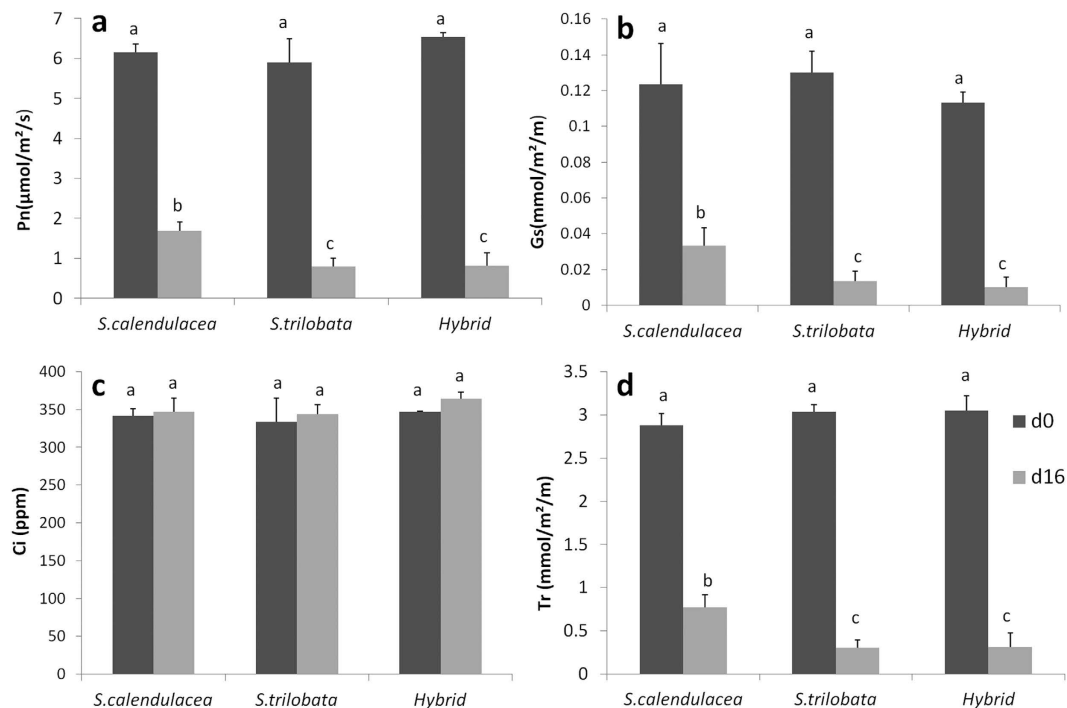 a
Pn(µmol/m²/s)
7
6
5
4
3
2
1
0
a
b
a
c
a
c
S.calendulacea
S.trilobata
Hybrid
b
Gs(mmol/m²/m)
0.16
0.14
0.12
0.1
0.08
0.06
0.04
0.02
0
a
b
a
c
a
c
S.calendulacea
S.trilobata
Hybrid
c
Ci (ppm)
400
350
300
250
200
150
100
50
0
a
a
a
a
a
a
S.calendulacea
S.trilobata
Hybrid
d
Tr (mmol/m²/m)
3.5
3
2.5
2
1.5
1
0.5
0
a
b
a
c
a
c
S.calendulacea
S.trilobata
Hybrid
d0
d16